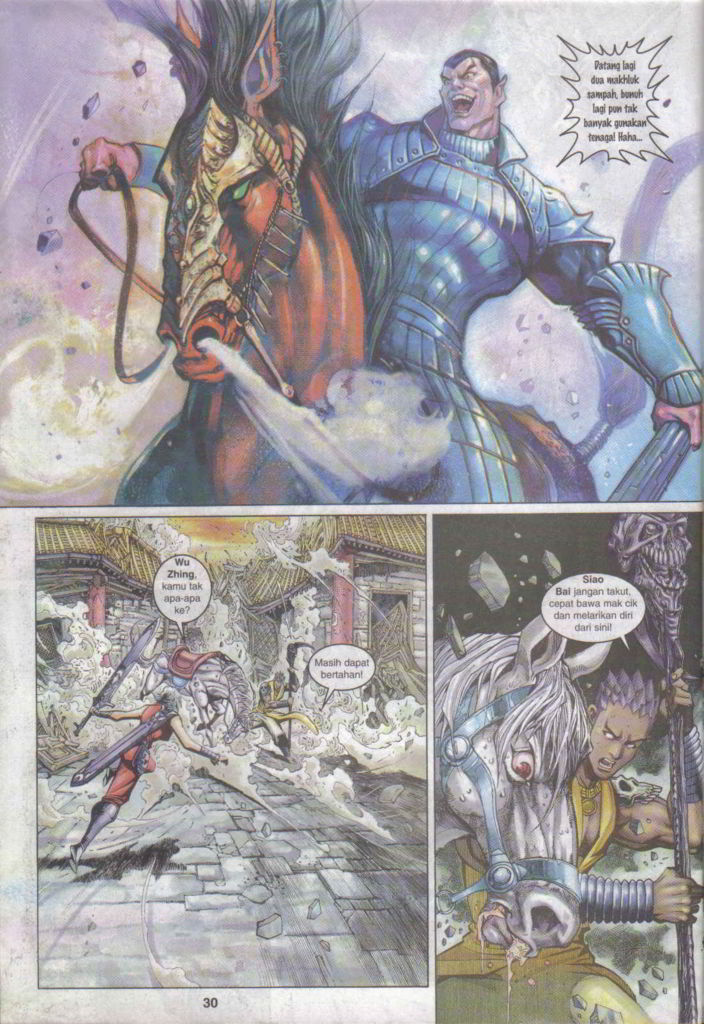 Datang lagi
dua makhluk
sampah, bunuh
lagi pun tak
banyak gunakan
tenaga! Haha...
Wu
Zhing,
kamu tak
apa-apa
ke?
Masih dapat
bertahan!
Siao
Bai jangan takut,
cepat bawa mak cik
dan melarikan diri
dari sini!
30